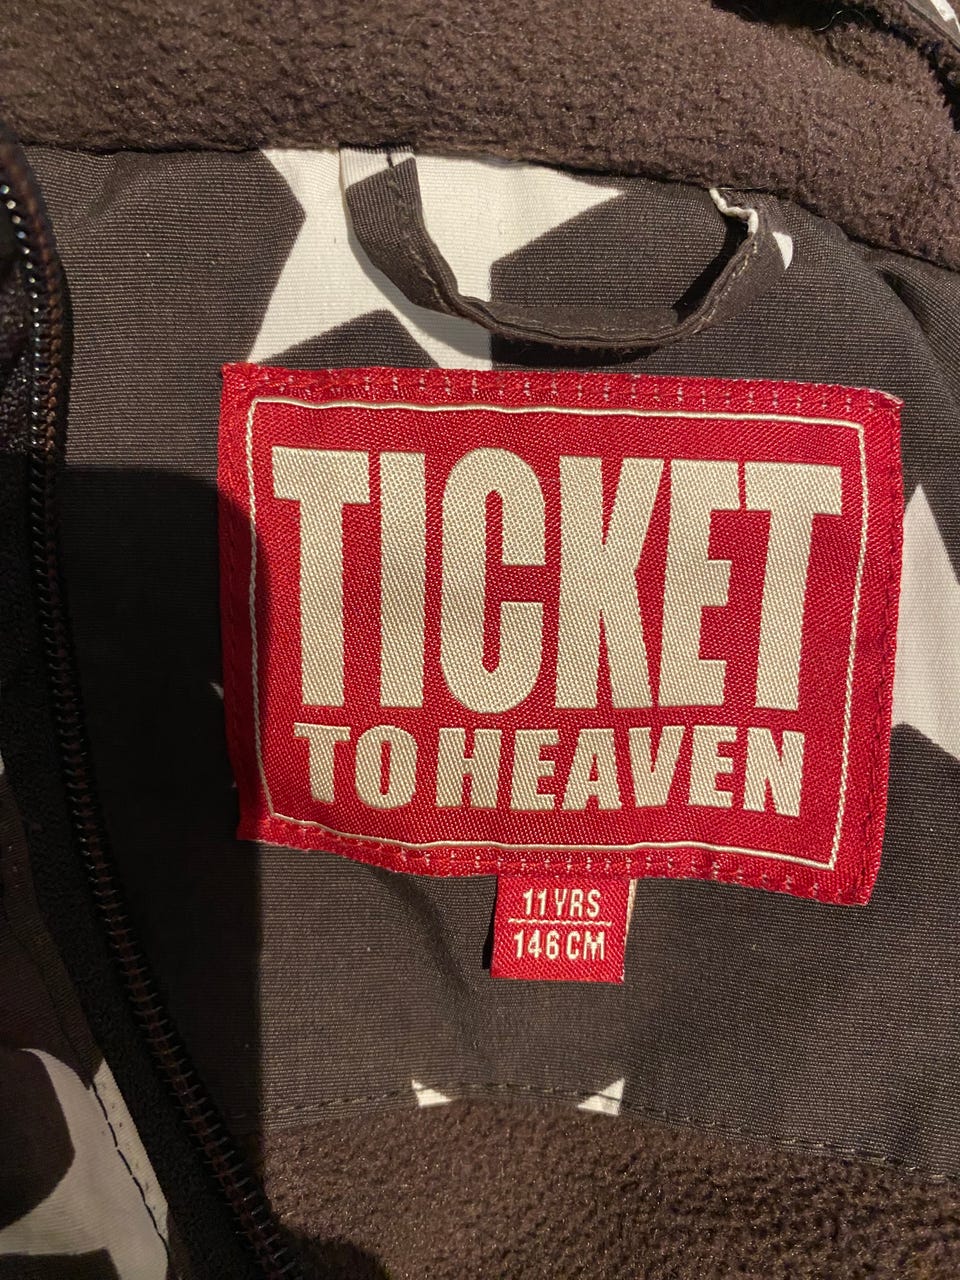 TICKET
TO HEAVEN
11 YRS
146 CM